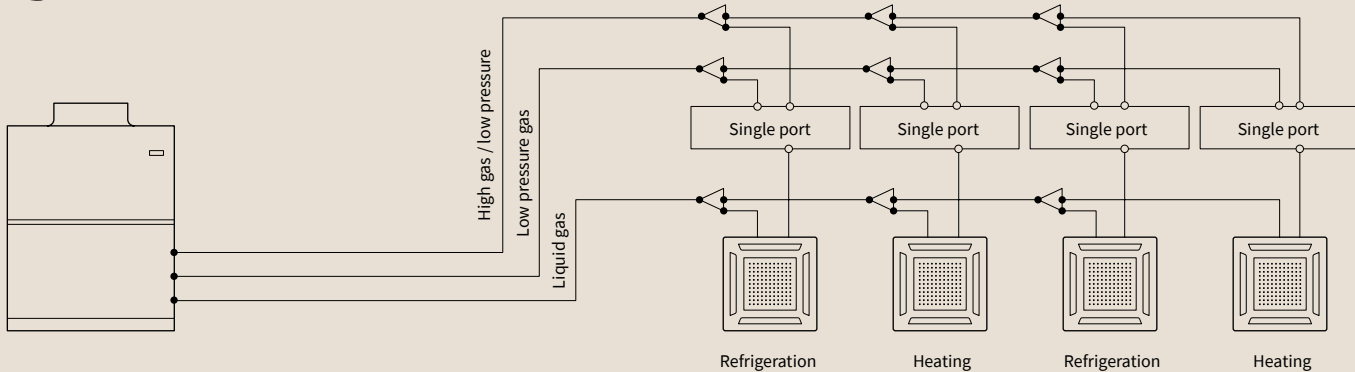 High gas / low pressure
Low pressure gas
Liquid gas
Single port
Single port
Single port
Single port
Refrigeration
Heating
Refrigeration
Heating